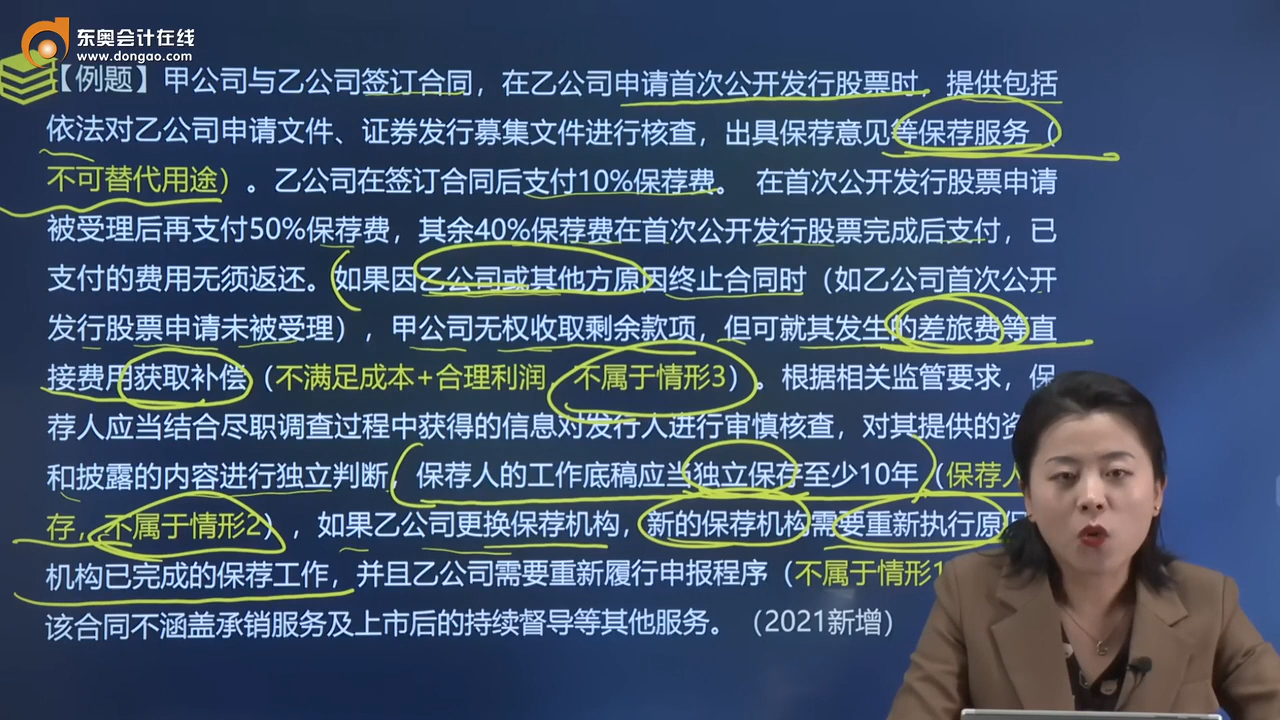 东奥会计在线
www.dongao.com
【例题】甲公司与乙公司签订合同，在乙公司申请首次公开发行股票时，提供包括
依法对乙公司申请文件、证券发行募集文件进行核查，出具保荐意见等保荐服务（
不可替代用途）。乙公司在签订合同后支付10%保荐费。 在首次公开发行股票申请
被受理后再支付50%保荐费，其余40%保荐费在首次公开发行股票完成后支付，已
支付的费用无须返还。如果因乙公司或其他方原因终止合同时（如乙公司首次公开
发行股票申请未被受理），甲公司无权收取剩余款项，但可就其发生的差旅费等直
接费用获取补偿（不满足成本+合理利润，不属于情形3）。根据相关监管要求，保
荐人应当结合尽职调查过程中获得的信息对发行人进行审慎核查，对其提供的资
和披露的内容进行独立判断，保荐人的工作底稿应当独立保存至少10年（保荐人
存，不属于情形2），如果乙公司更换保荐机构，新的保荐机构需要重新执行原
机构已完成的保荐工作，并且乙公司需要重新履行申报程序（不属于情形1
该合同不涵盖承销服务及上市后的持续督导等其他服务。（2021新增）